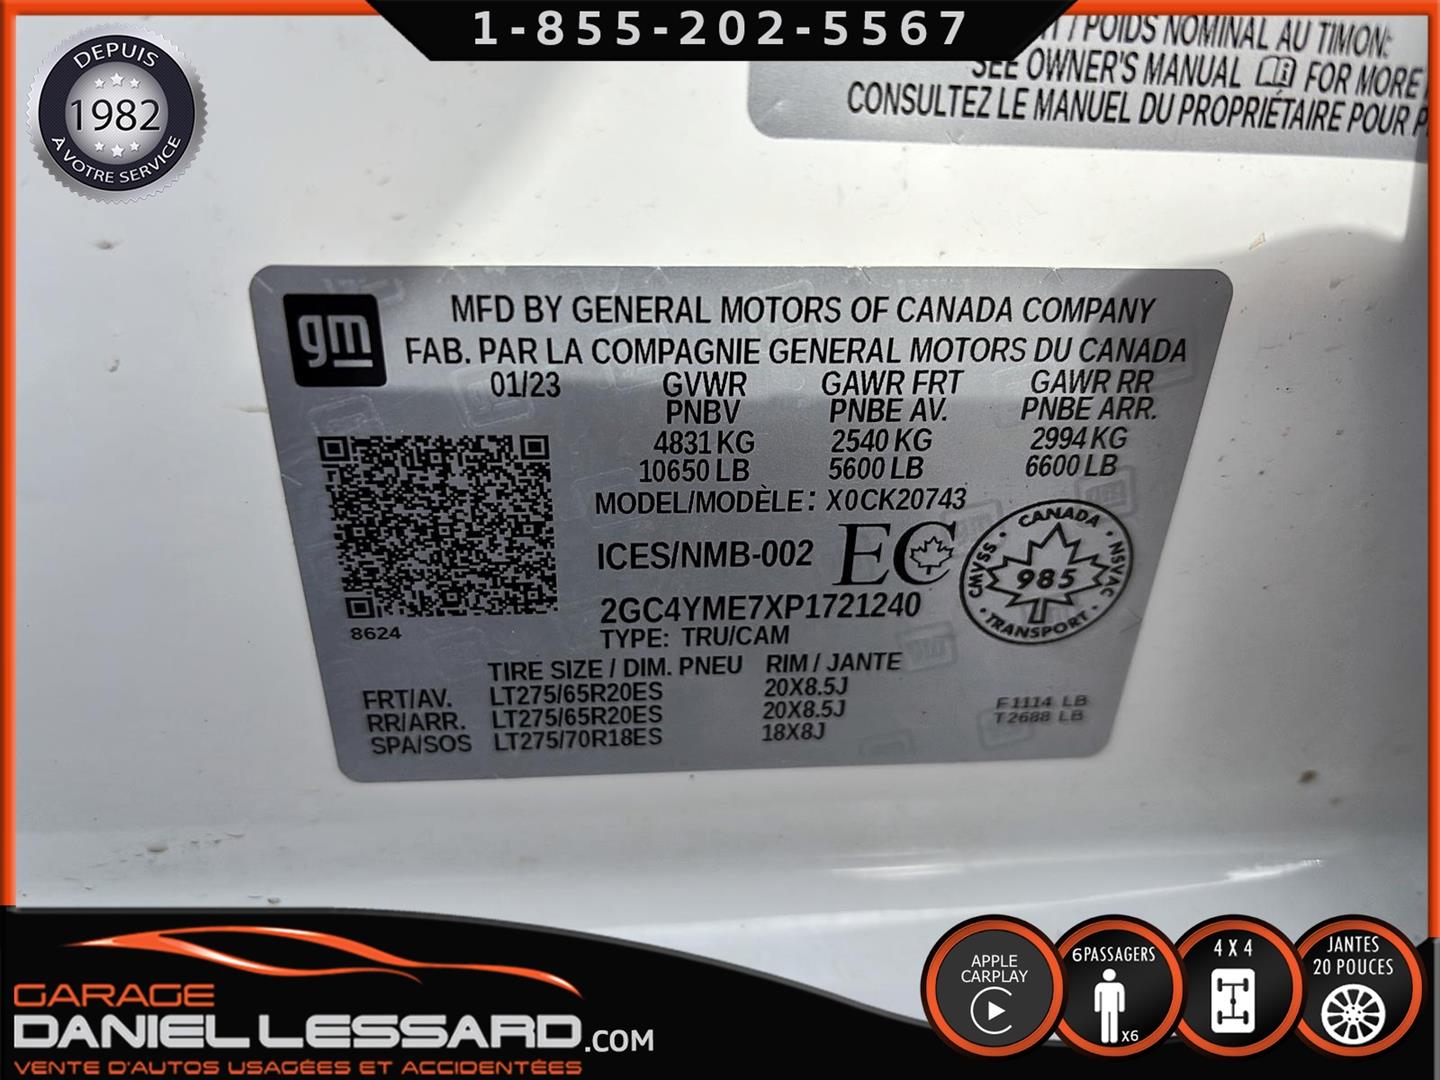 1-855-202-5567
DEPUIS
1982
À VOTRE SERVICE
/ POIDS NOMINAL AU TIMON:
SEE OWNER'S MANUAL FOR MORE
CONSULTEZ LE MANUEL DU PROPRIÉTAIRE POUR
gm
MFD BY GENERAL MOTORS OF CANADA COMPANY
FAB. PAR LA COMPAGNIE GENERAL MOTORS DU CANADA
01/23 GVWR GAWR FRT GAWR RR
PNBV PNBE AV. PNBE ARR.
4831 KG 2540 KG 2994 KG
10650 LB 5600 LB 6600 LB
MODEL/MODÈLE: X0CK20743
ICES/NMB-002 EC
CANADA
CMVSS NSVAC
985
TRANSPORT
2GC4YME7XP1721240
8624
TYPE: TRU/CAM
TIRE SIZE / DIM. PNEU RIM / JANTE
FRT/AV. LT275/65R20ES 20X8.5J
RR/ARR. LT275/65R20ES 20X8.5J
SPA/SOS LT275/70R18ES 18X8J
F1114 LB
T2688 LB
GARAGE
DANIEL LESSARD.COM
VENTE D'AUTOS USAGÉES ET ACCIDENTÉES
APPLE
CARPLAY
6 PASSAGERS
X6
4 X 4
JANTES
20 POUCES